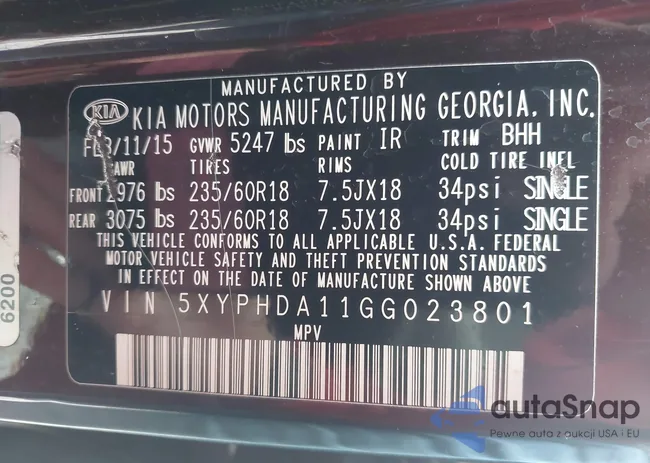 MANUFACTURED BY
KIA KIA MOTORS MANUFACTURING GEORGIA, INC.
FEB/11/15 GVWR 5247 lbs PAINT IR TRIM BHH
GAWR TIRES RIMS COLD TIRE INFL
FRONT 2976 lbs 235/60R18 7.5JX18 34psi SINGLE
REAR 3075 lbs 235/60R18 7.5JX18 34psi SINGLE
THIS VEHICLE CONFORMS TO ALL APPLICABLE U.S.A. FEDERAL
MOTOR VEHICLE SAFETY AND THEFT PREVENTION STANDARDS
IN EFFECT ON THE DATE OF MANUFACTURE SHOWN ABOVE
VIN 5XYPHDA11GG023801
MPV
6200
autaSnap
Pewne auta z aukcji USA i EU